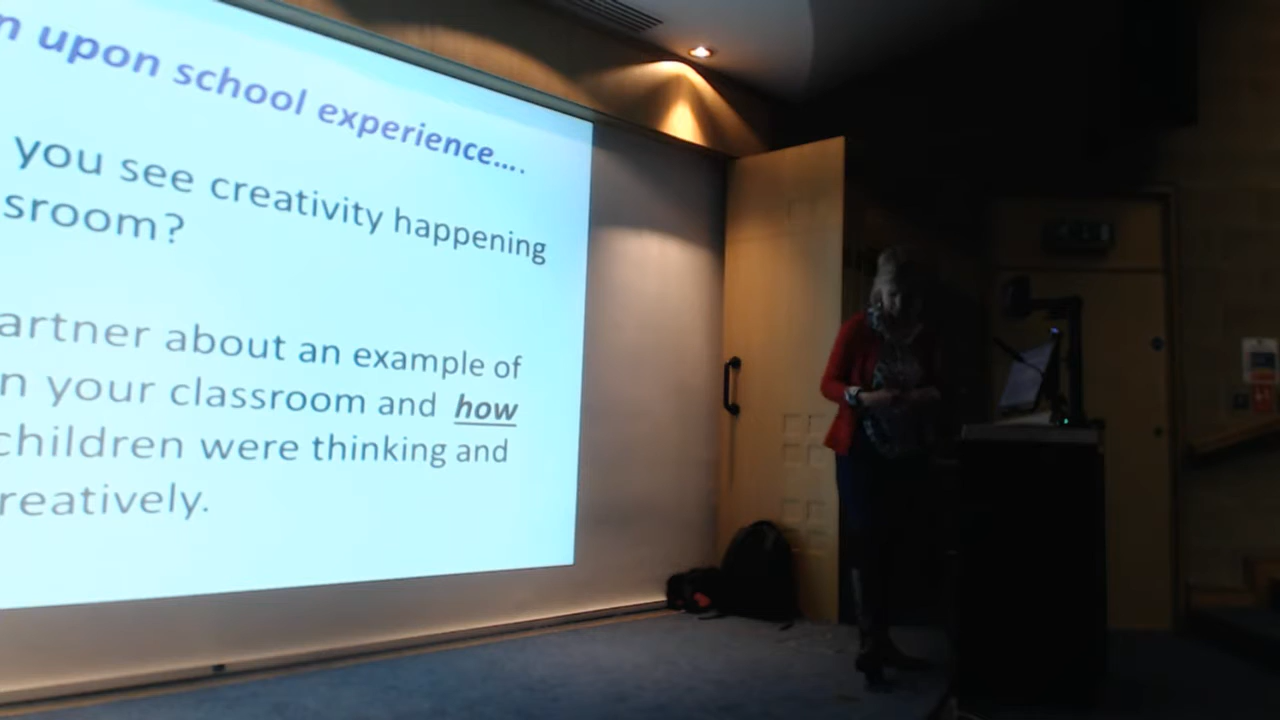 n upon school experience….
you see creativity happening
sroom?
artner about an example of
n your classroom and how
children were thinking and
reatively.